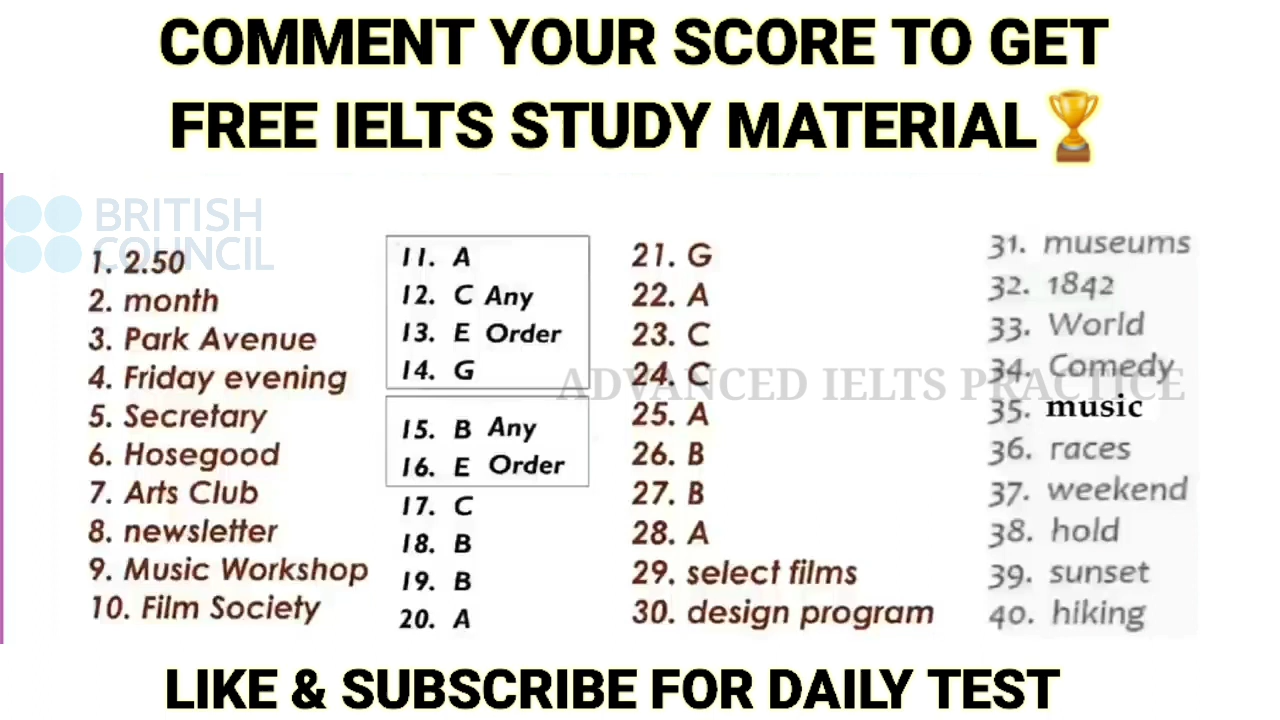 COMMENT YOUR SCORE TO GET
FREE IELTS STUDY MATERIAL🏆
BRITISH
COUNCIL
1. 2.50
2. month
3. Park Avenue
4. Friday evening
5. Secretary
6. Hosegood
7. Arts Club
8. newsletter
9. Music Workshop
10. Film Society
11. A
12. C Any
13. E Order
14. G
15. B Any
16. E Order
17. C
18. B
19. B
20. A
21. G
22. A
23. C
24. C
25. A
26. B
27. B
28. A
29. select films
30. design program
ADVANCED IELTS PRACTICE
31. museums
32. 1842
33. World
34. Comedy
35. music
36. races
37. weekend
38. hold
39. sunset
40. hiking
LIKE & SUBSCRIBE FOR DAILY TEST